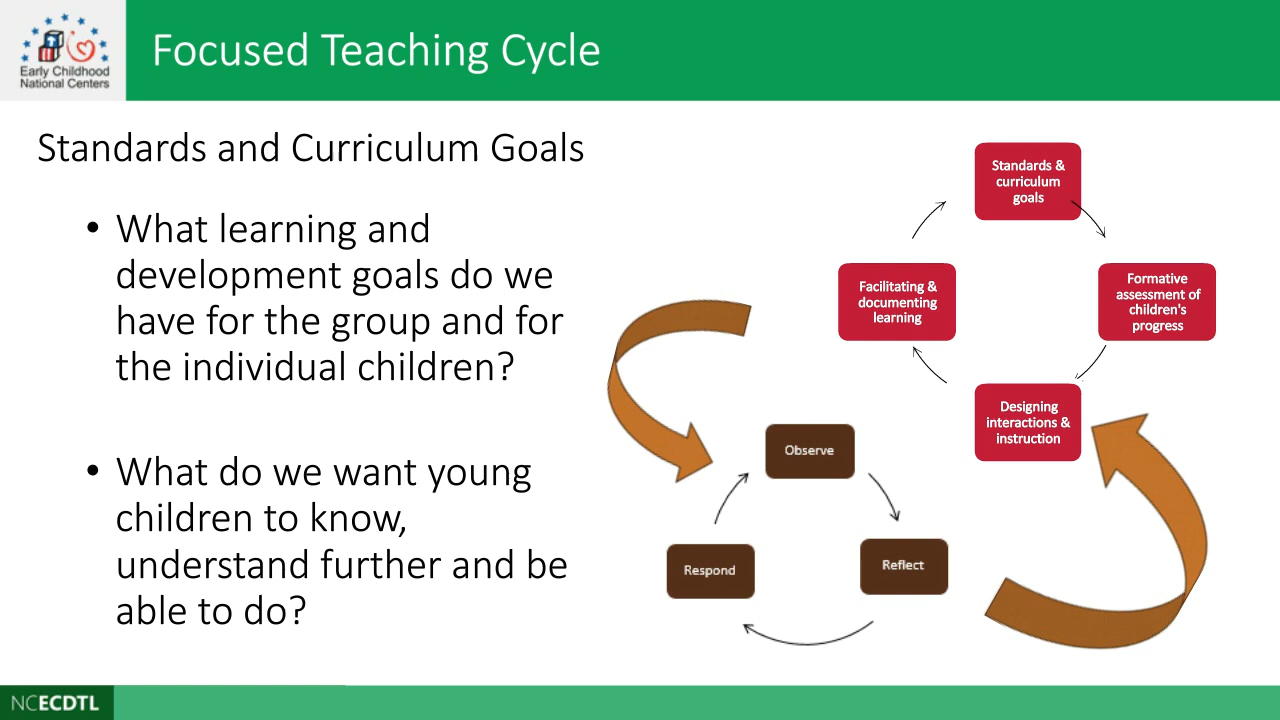 Early Childhood
National Centers
Focused Teaching Cycle
Standards and Curriculum Goals
• What learning and
development goals do we
have for the group and for
the individual children?
• What do we want young
children to know,
understand further and be
able to do?
Standards &
curriculum
goals
Formative
assessment of
children's
progress
Designing
interactions &
instruction
Facilitating &
documenting
learning
Observe
Reflect
Respond
NCECDTL